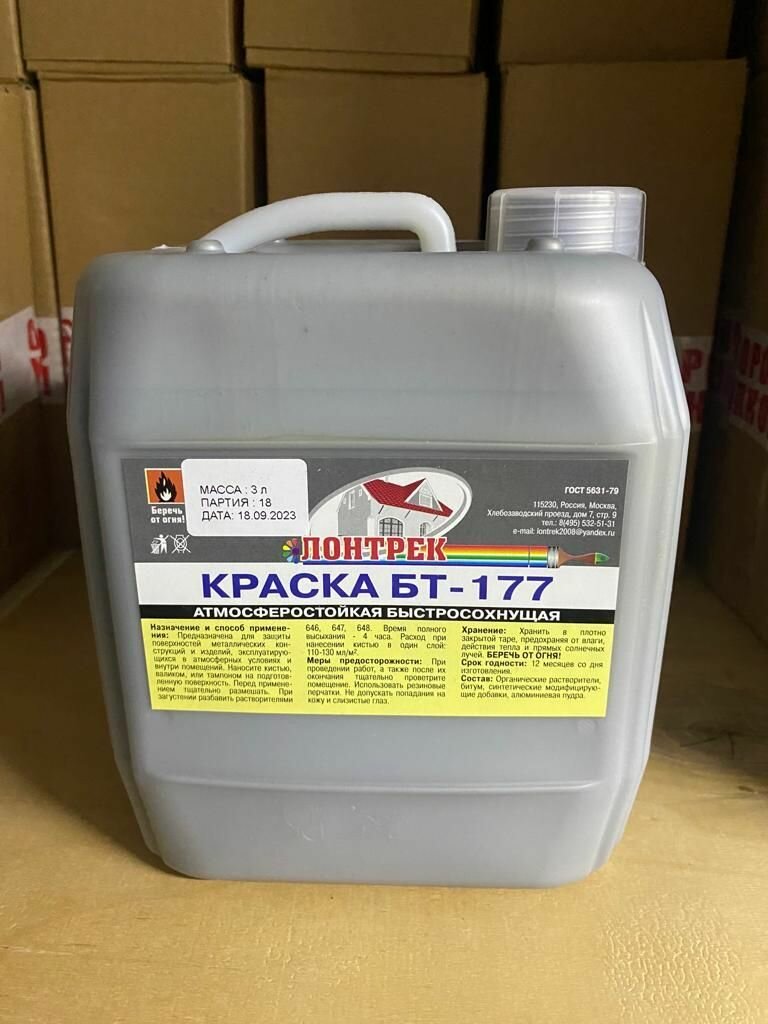 Беречь
от огня!
МАССА : 3 л
ПАРТИЯ : 18
ДАТА: 18.09.2023
ГОСТ 5631-79
115230, Россия, Москва,
Хлебозаводский проезд, дом 7, стр. 9
тел.: 8(495) 532-51-31
e-mail: lontrek2008@yandex.ru
ЛОНТРЕК
КРАСКА БТ-177
АТМОСФЕРОСТОЙКАЯ БЫСТРОСОХНУЩАЯ
Назначение и способ примене-
ния: Предназначена для защиты
поверхностей металлических кон-
струкций и изделий, эксплуатирую-
щихся в атмосферных условиях и
внутри помещений. Наносите кистью,
валиком, или тампоном на подготов-
ленную поверхность. Перед примене-
нием тщательно размешать. При
загустении разбавить растворителями
646, 647, 648. Время полного
высыхания - 4 часа. Расход при
нанесении кистью в один слой:
110-130 мл/м².
Меры предосторожности: При
проведении работ, а также после их
окончания тщательно проветрите
помещение. Использовать резиновые
перчатки. Не допускать попадания на
кожу и слизистые глаз.
Хранение: Хранить в плотно
закрытой таре, предохраняя от влаги,
действия тепла и прямых солнечных
лучей. БЕРЕЧЬ ОТ ОГНЯ!
Срок годности: 12 месяцев со дня
изготовления.
Состав: Органические растворители,
битум, синтетические модифицирую-
щие добавки, алюминиевая пудра.